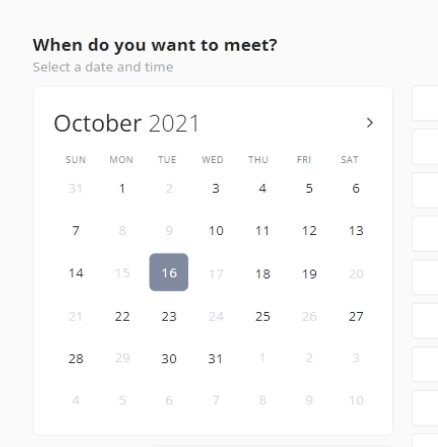 When do you want to meet?
Select a date and time
October 2021
SUN MON TUE WED THU FRI SAT
31 1 2 3 4 5 6
7 8 9 10 11 12 13
14 15 16 17 18 19 20
21 22 23 24 25 26 27
28 29 30 31 1 2 3
4 5 6 7 8 9 10